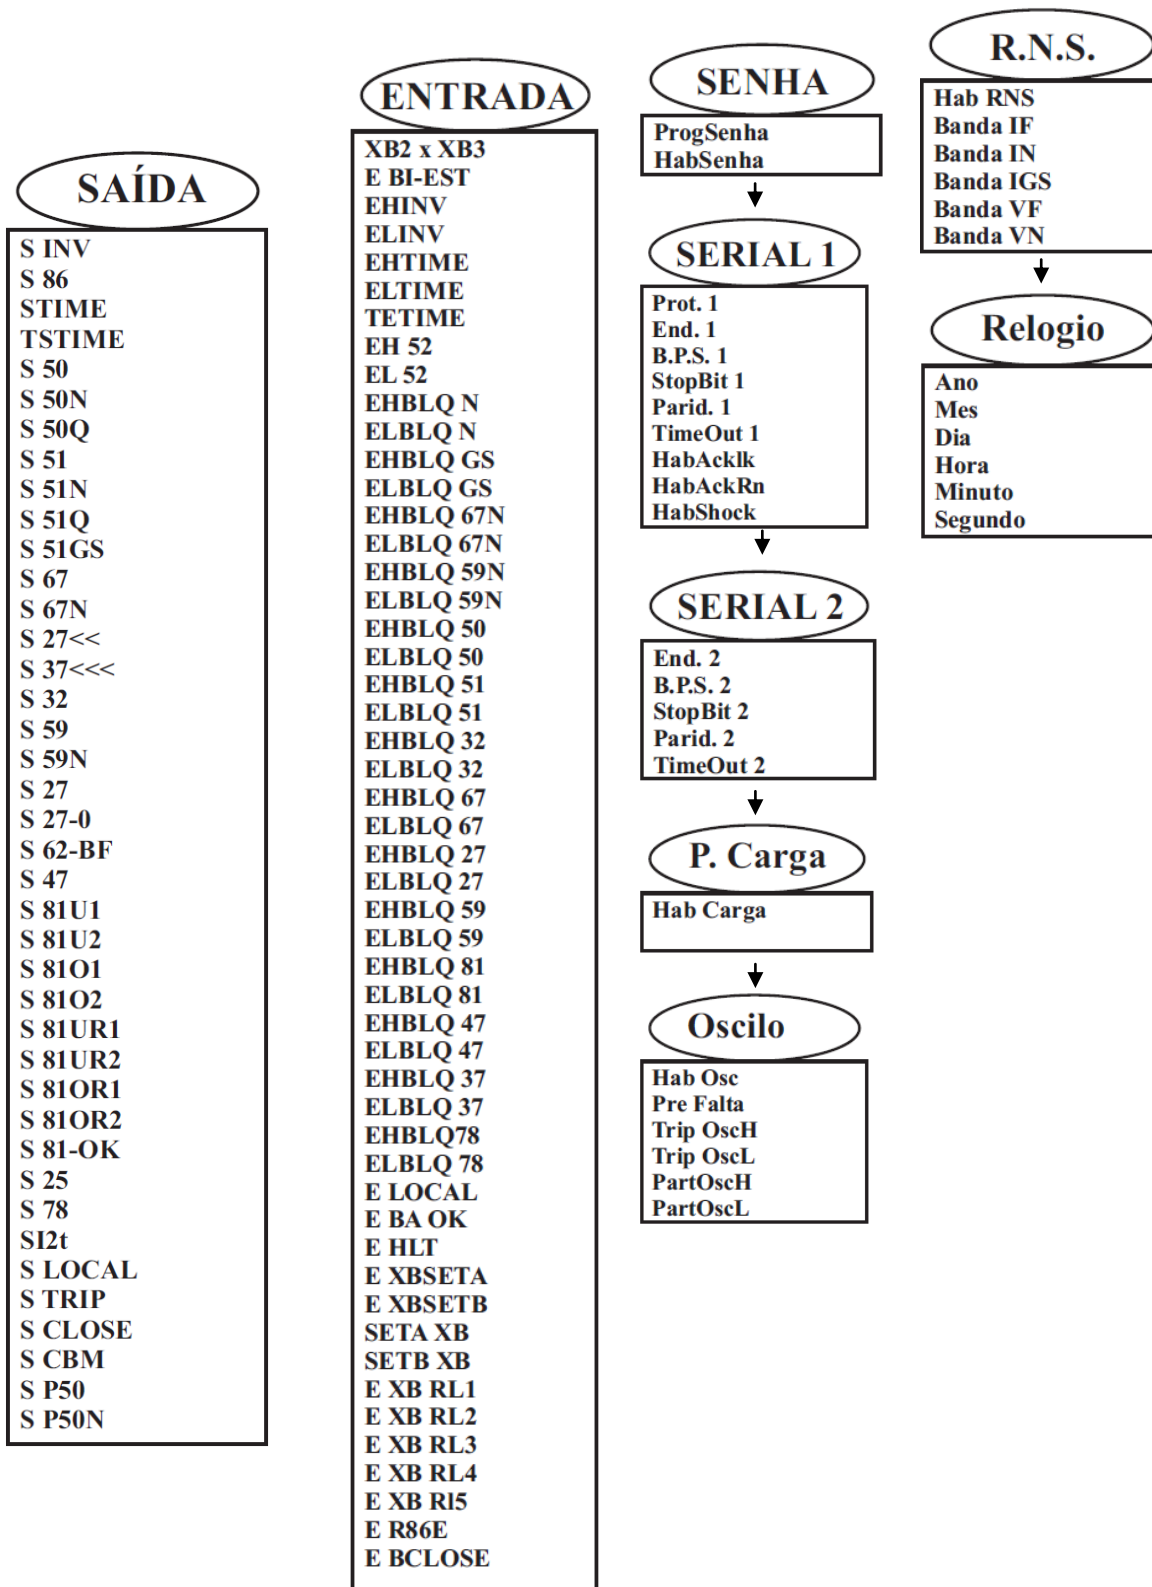 SAÍDA
S INV
S 86
STIME
TSTIME
S 50
S 50N
S 50Q
S 51
S 51N
S 51Q
S 51GS
S 67
S 67N
S 27<<
S 37<<<
S 32
S 59
S 59N
S 27
S 27-0
S 62-BF
S 47
S 81U1
S 81U2
S 81O1
S 81O2
S 81UR1
S 81UR2
S 81OR1
S 81OR2
S 81-OK
S 25
S 78
SI2t
S LOCAL
S TRIP
S CLOSE
S CBM
S P50
S P50N
ENTRADA
XB2 x XB3
E BI-EST
EHINV
ELINV
EHTIME
ELTIME
TETIME
EH 52
EL 52
EHBLQ N
ELBLQ N
EHBLQ GS
ELBLQ GS
EHBLQ 67N
ELBLQ 67N
EHBLQ 59N
ELBLQ 59N
EHBLQ 50
ELBLQ 50
EHBLQ 51
ELBLQ 51
EHBLQ 32
ELBLQ 32
EHBLQ 67
ELBLQ 67
EHBLQ 27
ELBLQ 27
EHBLQ 59
ELBLQ 59
EHBLQ 81
ELBLQ 81
EHBLQ 47
ELBLQ 47
EHBLQ 37
ELBLQ 37
EHBLQ78
ELBLQ 78
E LOCAL
E BA OK
E HLT
E XBSETA
E XBSETB
SETA XB
SETB XB
E XB RL1
E XB RL2
E XB RL3
E XB RL4
E XB Rl5
E R86E
E BCLOSE
SENHA
ProgSenha
HabSenha
SERIAL 1
Prot. 1
End. 1
B.P.S. 1
StopBit 1
Parid. 1
TimeOut 1
HabAcklk
HabAckRn
HabShock
SERIAL 2
End. 2
B.P.S. 2
StopBit 2
Parid. 2
TimeOut 2
P. Carga
Hab Carga
Oscilo
Hab Osc
Pre Falta
Trip OscH
Trip OscL
PartOscH
PartOscL
R.N.S.
Hab RNS
Banda IF
Banda IN
Banda IGS
Banda VF
Banda VN
Relogio
Ano
Mes
Dia
Hora
Minuto
Segundo